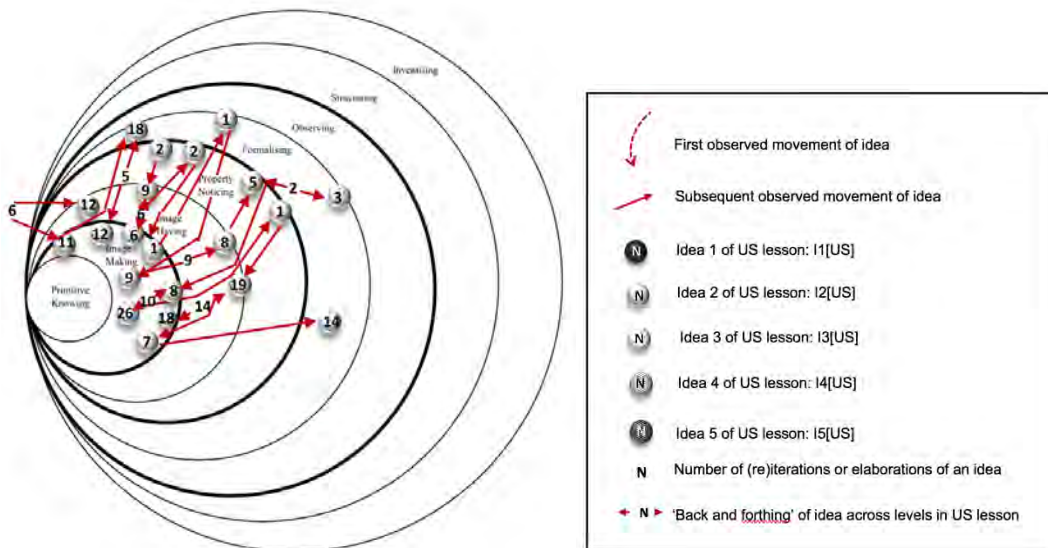 Inventising
Structuring
Observing
Formalising
Property
Noticing
Image
Having
Image
Making
Primitive
Knowing
1
18
2
2
5
9
5
2
3
12
6
6
1
11
12
6
1
8
9
9
19
8
10
26
14
18
14
7
First observed movement of idea
Subsequent observed movement of idea
N Idea 1 of US lesson: I1[US]
N Idea 2 of US lesson: I2[US]
N Idea 3 of US lesson: I3[US]
N Idea 4 of US lesson: I4[US]
N Idea 5 of US lesson: I5[US]
N Number of (re)iterations or elaborations of an idea
N 'Back and forthing' of idea across levels in US lesson